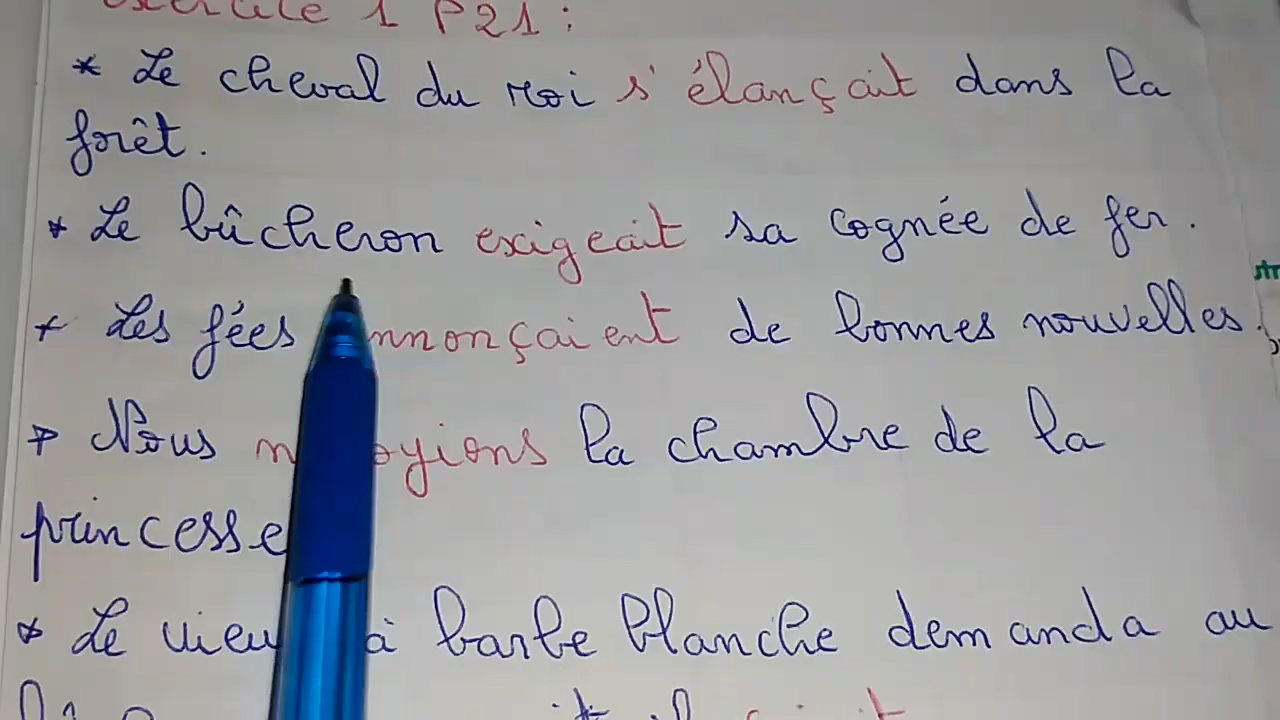 exercice 1 P21 :
* Le cheval du roi s'élançait dans la
forêt.
* Le bûcheron exigeait sa cognée de fer.
* Les fées annonçaient de bonnes nouvelles.
* Nous la chambre de la
princesse
* Le à barbe blanche demanda au